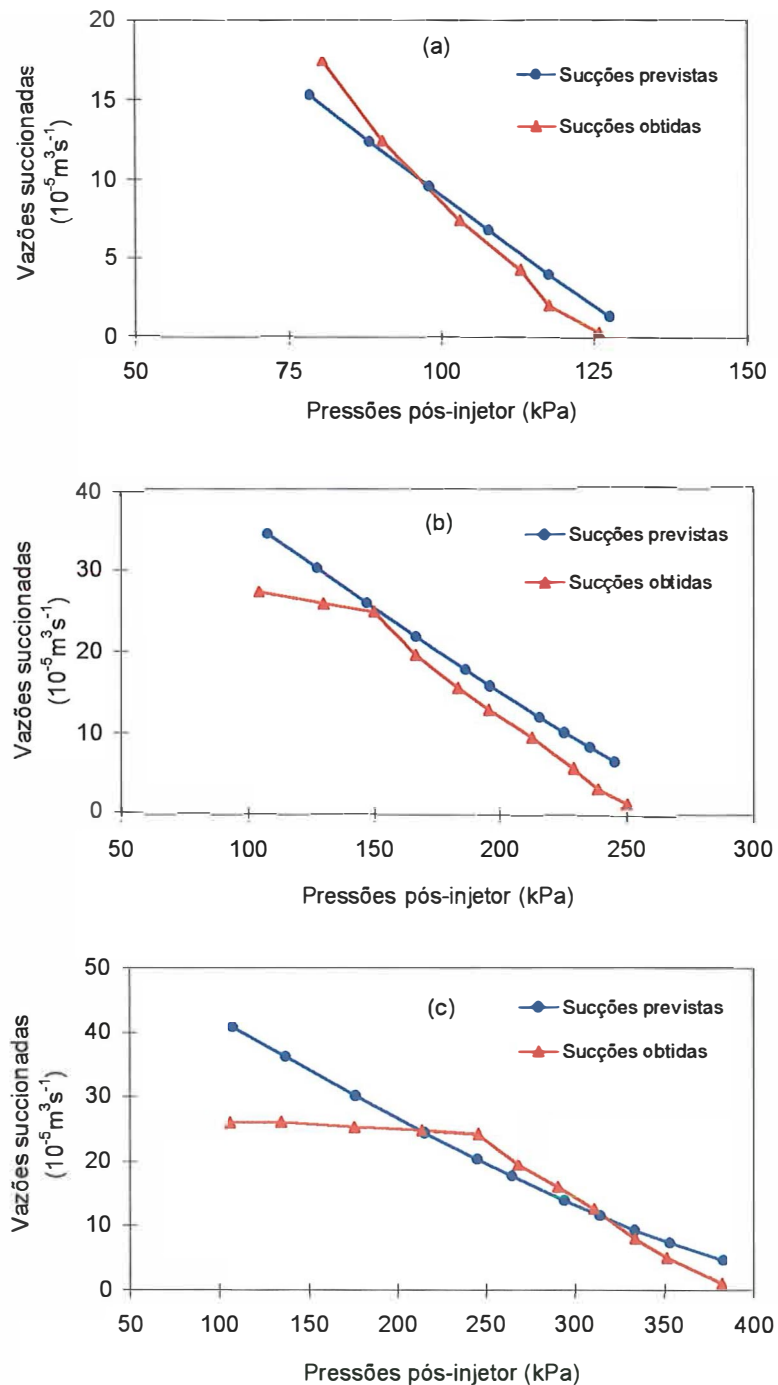 20
15
10
5
0
Vazões succionadas
(10⁻⁵m³s⁻¹)
(a)
Sucções previstas
Sucções obtidas
50
75
100
125
150
Pressões pós-injetor (kPa)
40
30
20
10
0
Vazões succionadas
(10⁻⁵m³s⁻¹)
(b)
Sucções previstas
Sucções obtidas
50
100
150
200
250
300
Pressões pós-injetor (kPa)
50
40
30
20
10
0
Vazões succionadas
(10⁻⁵m³s⁻¹)
(c)
Sucções previstas
Sucções obtidas
50
100
150
200
250
300
350
400
Pressões pós-injetor (kPa)